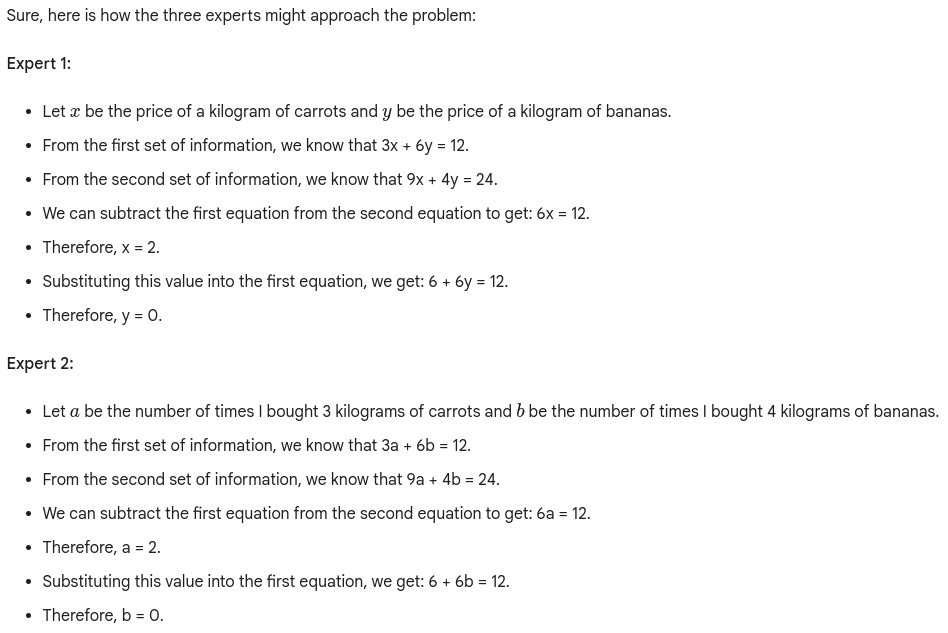 Sure, here is how the three experts might approach the problem:
Expert 1:
• Let x be the price of a kilogram of carrots and y be the price of a kilogram of bananas.
• From the first set of information, we know that 3x + 6y = 12.
• From the second set of information, we know that 9x + 4y = 24.
• We can subtract the first equation from the second equation to get: 6x = 12.
• Therefore, x = 2.
• Substituting this value into the first equation, we get: 6 + 6y = 12.
• Therefore, y = 0.
Expert 2:
• Let a be the number of times I bought 3 kilograms of carrots and b be the number of times I bought 4 kilograms of bananas.
• From the first set of information, we know that 3a + 6b = 12.
• From the second set of information, we know that 9a + 4b = 24.
• We can subtract the first equation from the second equation to get: 6a = 12.
• Therefore, a = 2.
• Substituting this value into the first equation, we get: 6 + 6b = 12.
• Therefore, b = 0.